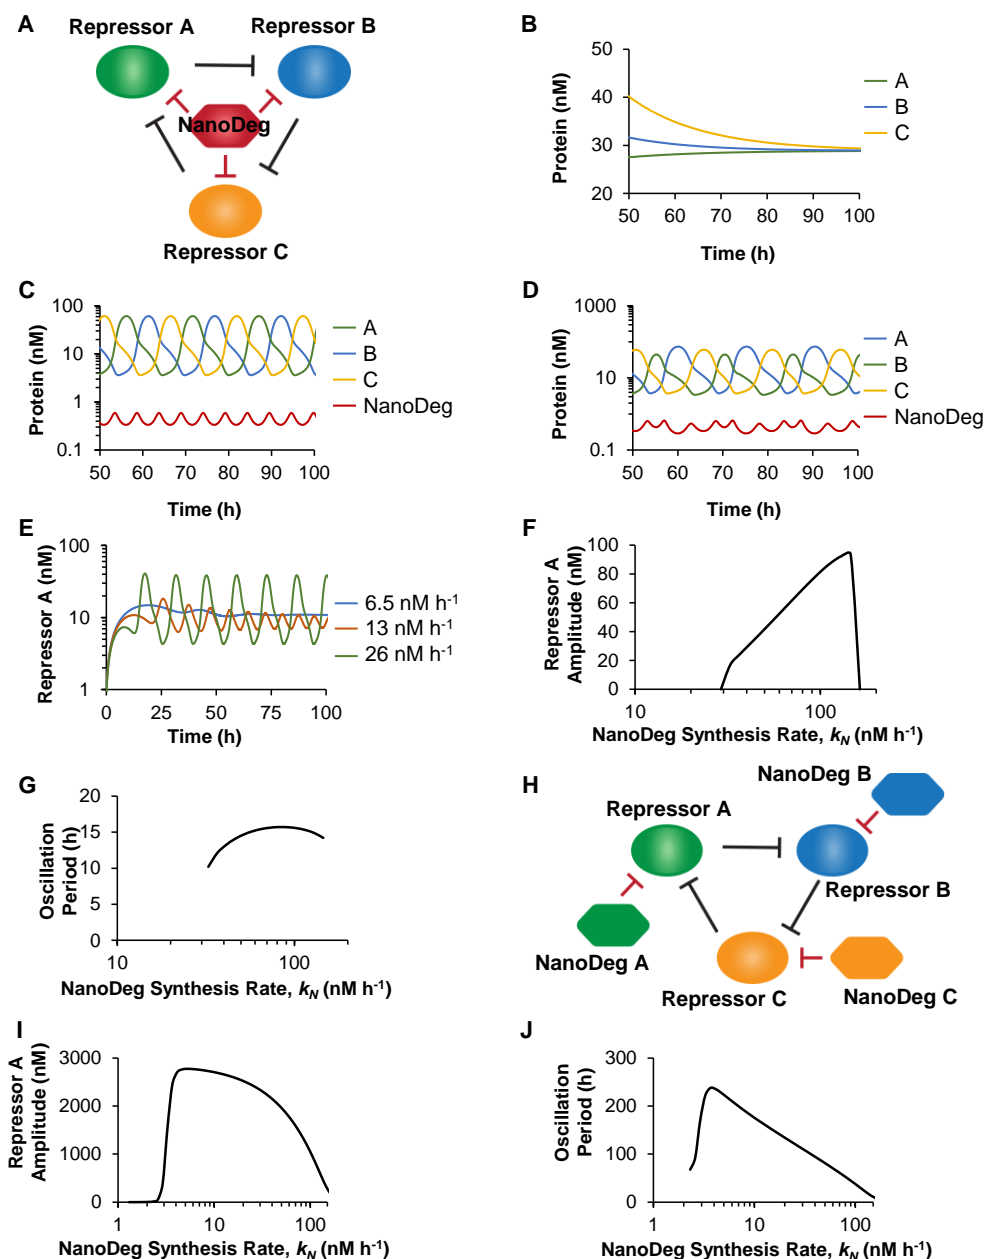 A
Repressor A
Repressor B
NanoDeg
Repressor C
B
Protein (nM)
50
40
30
20
50 60 70 80 90 100
Time (h)
A
B
C
C
Protein (nM)
100
10
1
0.1
50 60 70 80 90 100
Time (h)
A
B
C
NanoDeg
D
Protein (nM)
1000
10
0.1
50 60 70 80 90 100
Time (h)
A
B
C
NanoDeg
E
Repressor A (nM)
100
10
1
0 25 50 75 100
Time (h)
6.5 nM h-1
13 nM h-1
26 nM h-1
F
Repressor A
Amplitude (nM)
100
80
60
40
20
0
10 100
NanoDeg Synthesis Rate, kN (nM h-1)
G
Oscillation
Period (h)
20
15
10
5
0
10 100
NanoDeg Synthesis Rate, kN (nM h-1)
H
NanoDeg B
Repressor A
Repressor B
NanoDeg A
Repressor C
NanoDeg C
I
Repressor A
Amplitude (nM)
3000
2000
1000
0
1 10 100
NanoDeg Synthesis Rate, kN (nM h-1)
J
Oscillation
Period (h)
300
200
100
0
1 10 100
NanoDeg Synthesis Rate, kN (nM h-1)